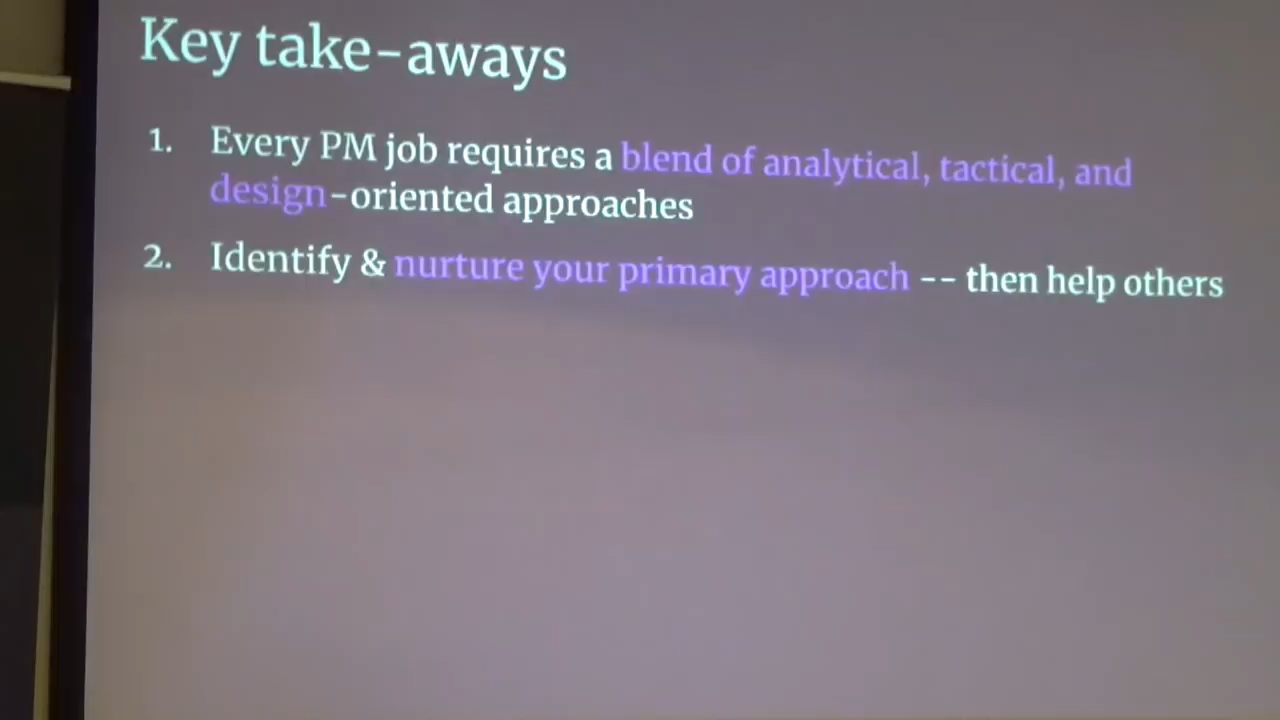 Key take-aways
1. Every PM job requires a blend of analytical, tactical, and
design-oriented approaches
2. Identify & nurture your primary approach -- then help others